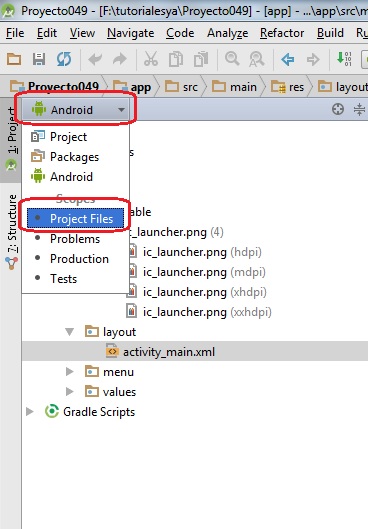 Proyecto049 - [F:\tutorialesya\Proyecto049] - [app] - ...\app\src\m
File Edit View Navigate Code Analyze Refactor Build R
Proyecto049 app src main res layout
1: Project
Android
Project
Packages
Android
Scopes
Project Files
Problems
Production
Tests
s
able
c_launcher.png (4)
ic_launcher.png (hdpi)
ic_launcher.png (mdpi)
ic_launcher.png (xhdpi)
ic_launcher.png (xxhdpi)
7: Structure
layout
activity_main.xml
menu
values
Gradle Scripts